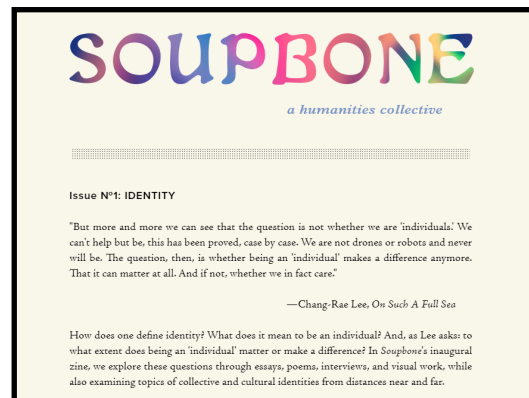 SOUPBONE
a humanities collective
Issue Nº1: IDENTITY
"But more and more we can see that the question is not whether we are 'individuals.' We
can't help but be, this has been proved, case by case. We are not drones or robots and never
will be. The question, then, is whether being an 'individual' makes a difference anymore.
That it can matter at all. And if not, whether we in fact care."
—Chang-Rae Lee, On Such A Full Sea
How does one define identity? What does it mean to be an individual? And, as Lee asks: to
what extent does being an 'individual' matter or make a difference? In Soupbone's inaugural
zine, we explore these questions through essays, poems, interviews, and visual work, while
also examining topics of collective and cultural identities from distances near and far.